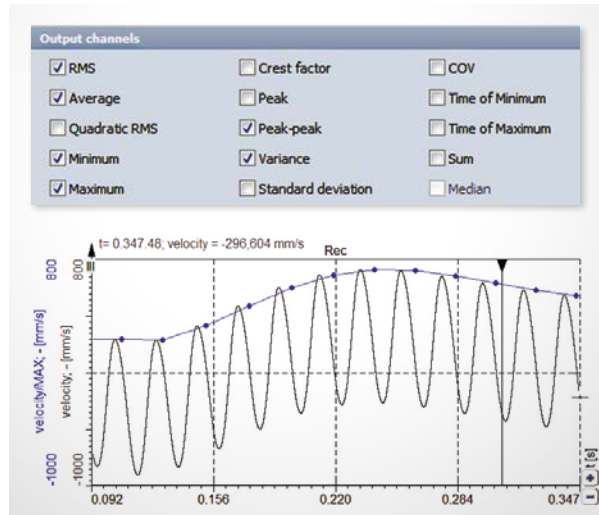 Output channels
RMS Crest factor COV
Average Peak Time of Minimum
Quadratic RMS Peak-peak Time of Maximum
Minimum Variance Sum
Maximum Standard deviation Median
t= 0.347.48; velocity = -296,604 mm/s
Rec
velocity/MAX; - [mm/s]
velocity; - [mm/s]
800
800
-1000
-1000
0.092 0.156 0.220 0.284 0.347
t [s]